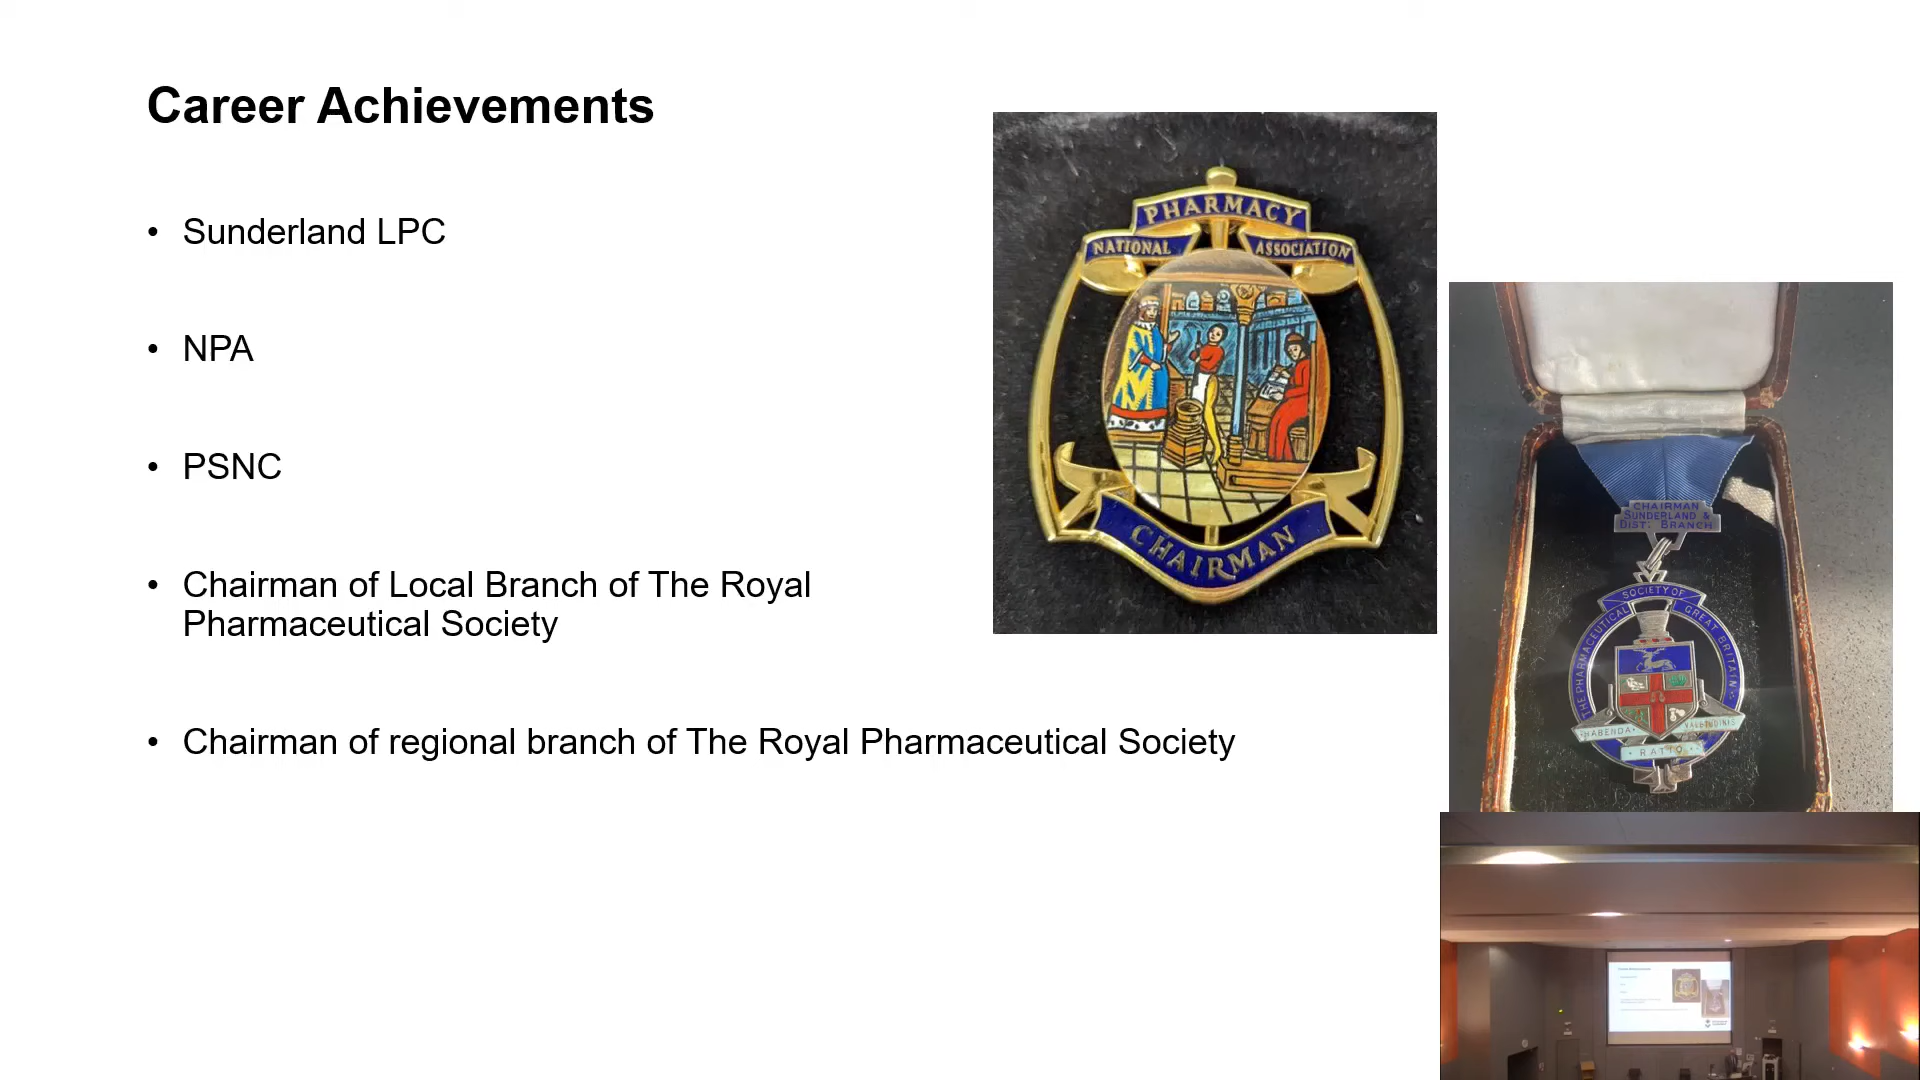 Career Achievements
• Sunderland LPC
• NPA
• PSNC
• Chairman of Local Branch of The Royal
Pharmaceutical Society
• Chairman of regional branch of The Royal Pharmaceutical Society
PHARMACY
NATIONAL ASSOCIATION
CHAIRMAN
CHAIRMAN
SUNDERLAND &
DIST. BRANCH
THE PHARMACEUTICAL SOCIETY OF GREAT BRITAIN
HABENDA RATIO VALETUDINIS
Career Achievements